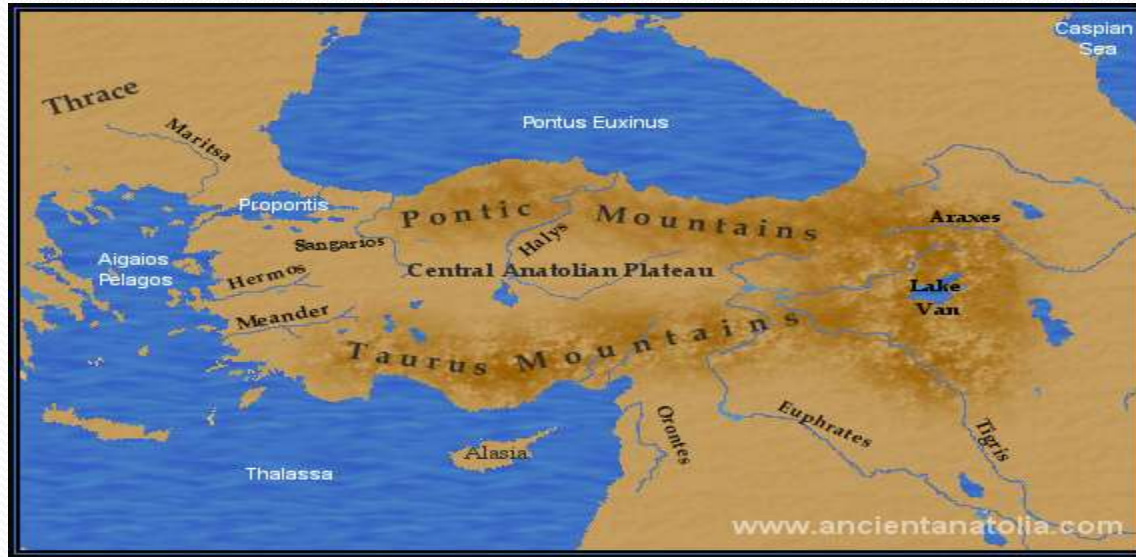 Caspian
Sea
Thrace
Maritsa
Pontus Euxinus
Propontis
Pontic Mountains
Araxes
Sangarios
Halys
Aigaios
Pelagos
Hermos
Central Anatolian Plateau
Lake
Van
Meander
Taurus Mountains
Orontes
Euphrates
Tigris
Alasia
Thalassa
www.ancientanatolia.com